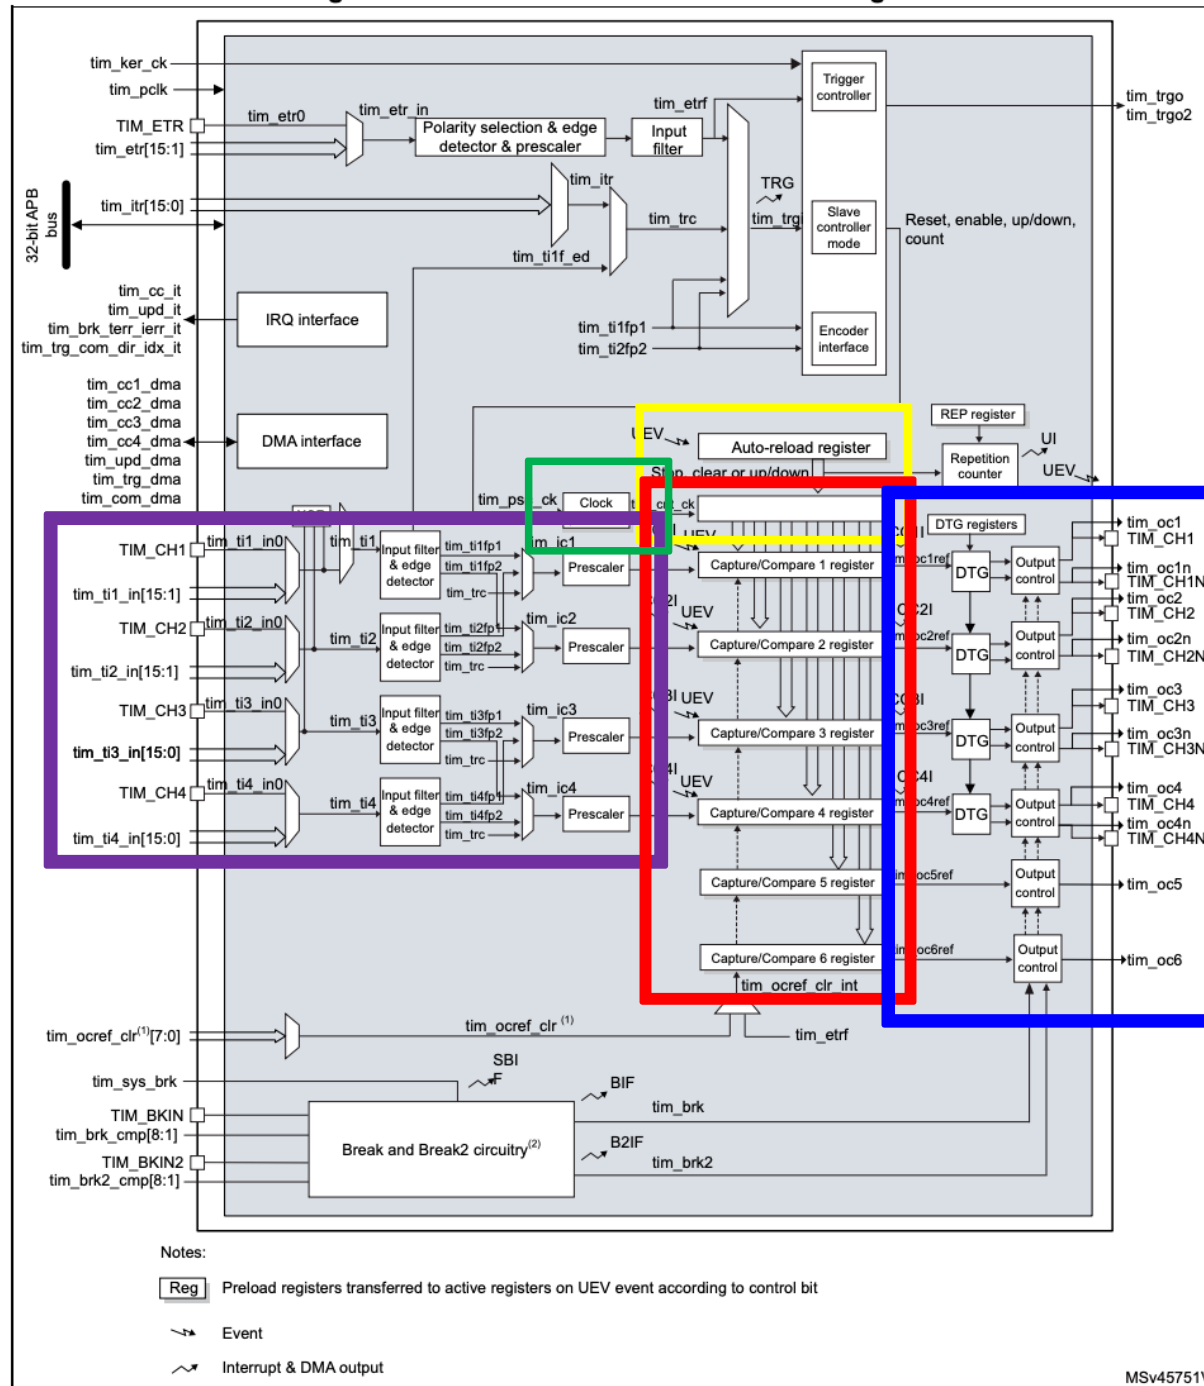 tim_ker_ck
tim_pclk
TIM_ETR
tim_etr0
tim_etr_in
tim_etr[15:1]
Polarity selection & edge
detector & prescaler
Input
filter
tim_etrf
Trigger
controller
tim_trgo
tim_trgo2
32-bit APB
bus
tim_itr[15:0]
tim_itr
tim_trc
tim_ti1f_ed
TRG
tim_trgi
Slave
controller
mode
Reset, enable, up/down,
count
tim_cc_it
tim_upd_it
tim_brk_terr_ierr_it
tim_trg_com_dir_idx_it
IRQ interface
tim_ti1fp1
tim_ti2fp2
Encoder
interface
tim_cc1_dma
tim_cc2_dma
tim_cc3_dma
tim_cc4_dma
tim_upd_dma
tim_trg_dma
tim_com_dma
DMA interface
UEV
Auto-reload register
Stop, clear or up/down
REP register
Repetition
counter
UI
UEV
Clock
DTG registers
TIM_CH1
tim_ti1_in0
tim_ti1_in[15:1]
tim_ti1
Input filter
& edge
detector
tim_ti1fp1
tim_ti1fp2
tim_trc
tim_ic1
Prescaler
UEV
Capture/Compare 1 register
DTG
Output
control
tim_oc1
TIM_CH1
tim_oc1n
TIM_CH1N
TIM_CH2
tim_ti2_in0
tim_ti2_in[15:1]
tim_ti2
Input filter
& edge
detector
tim_ti2fp1
tim_ti2fp2
tim_trc
tim_ic2
Prescaler
UEV
Capture/Compare 2 register
DTG
Output
control
tim_oc2
TIM_CH2
tim_oc2n
TIM_CH2N
TIM_CH3
tim_ti3_in0
tim_ti3_in[15:0]
tim_ti3
Input filter
& edge
detector
tim_ti3fp1
tim_ti3fp2
tim_trc
tim_ic3
Prescaler
UEV
Capture/Compare 3 register
DTG
Output
control
tim_oc3
TIM_CH3
tim_oc3n
TIM_CH3N
TIM_CH4
tim_ti4_in0
tim_ti4_in[15:0]
tim_ti4
Input filter
& edge
detector
tim_ti4fp1
tim_ti4fp2
tim_trc
tim_ic4
Prescaler
UEV
Capture/Compare 4 register
DTG
Output
control
tim_oc4
TIM_CH4
tim_oc4n
TIM_CH4N
Capture/Compare 5 register
tim_oc5ref
Output
control
tim_oc5
Capture/Compare 6 register
tim_oc6ref
Output
control
tim_oc6
tim_ocref_clr_int
tim_ocref_clr(1)[7:0]
tim_ocref_clr (1)
tim_etrf
tim_sys_brk
SBI
F
TIM_BKIN
tim_brk_cmp[8:1]
TIM_BKIN2
tim_brk2_cmp[8:1]
Break and Break2 circuitry(2)
BIF
tim_brk
B2IF
tim_brk2
Notes:
Reg Preload registers transferred to active registers on UEV event according to control bit
Event
Interrupt & DMA output